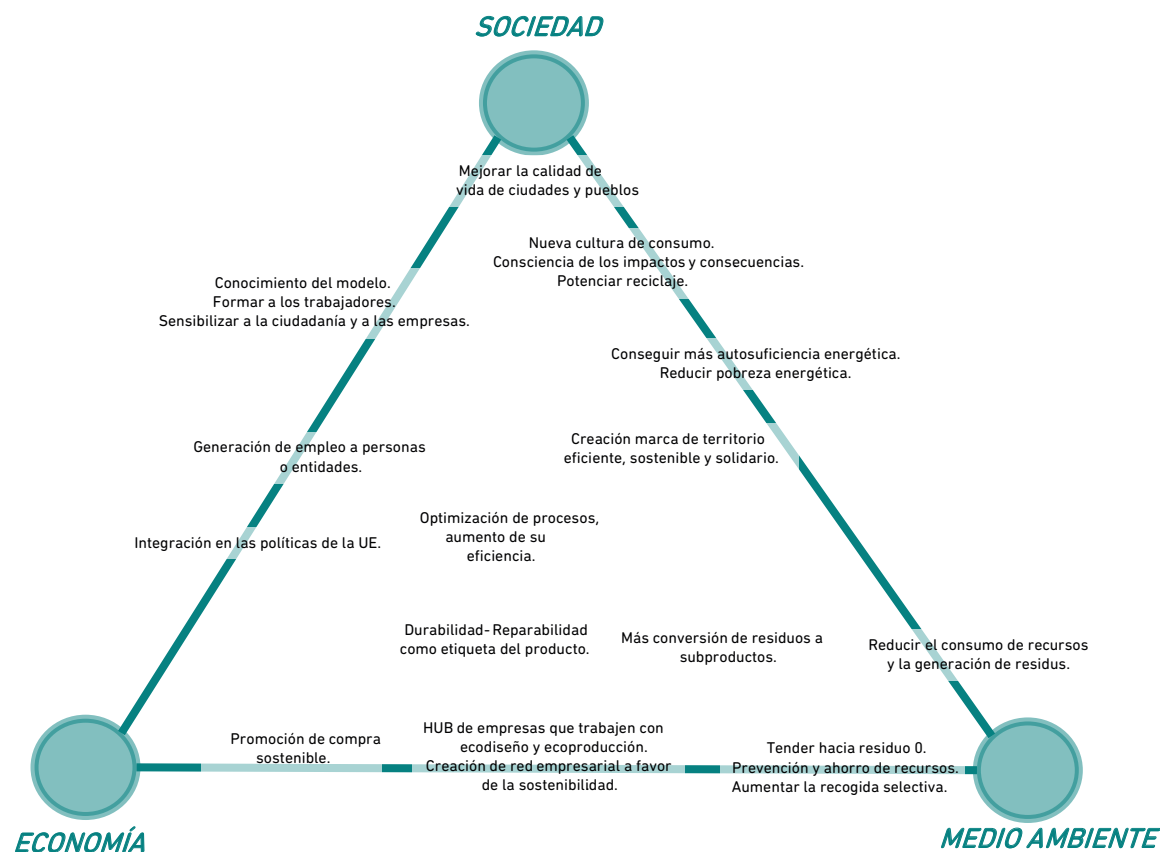 SOCIEDAD
Mejorar la calidad de
vida de ciudades y pueblos
Nueva cultura de consumo.
Consciencia de los impactos y consecuencias.
Potenciar reciclaje.
Conocimiento del modelo.
Formar a los trabajadores.
Sensibilizar a la ciudadanía y a las empresas.
Conseguir más autosuficiencia energética.
Reducir pobreza energética.
Generación de empleo a personas
o entidades.
Creación marca de territorio
eficiente, sostenible y solidario.
Integración en las políticas de la UE.
Optimización de procesos,
aumento de su
eficiencia.
Durabilidad-Reparabilidad
como etiqueta del producto.
Más conversión de residuos a
subproductos.
Reducir el consumo de recursos
y la generación de residus.
Promoción de compra
sostenible.
HUB de empresas que trabajen con
ecodiseño y ecoproducción.
Creación de red empresarial a favor
de la sostenibilidad.
Tender hacia residuo 0.
Prevención y ahorro de recursos.
Aumentar la recogida selectiva.
ECONOMÍA
MEDIO AMBIENTE